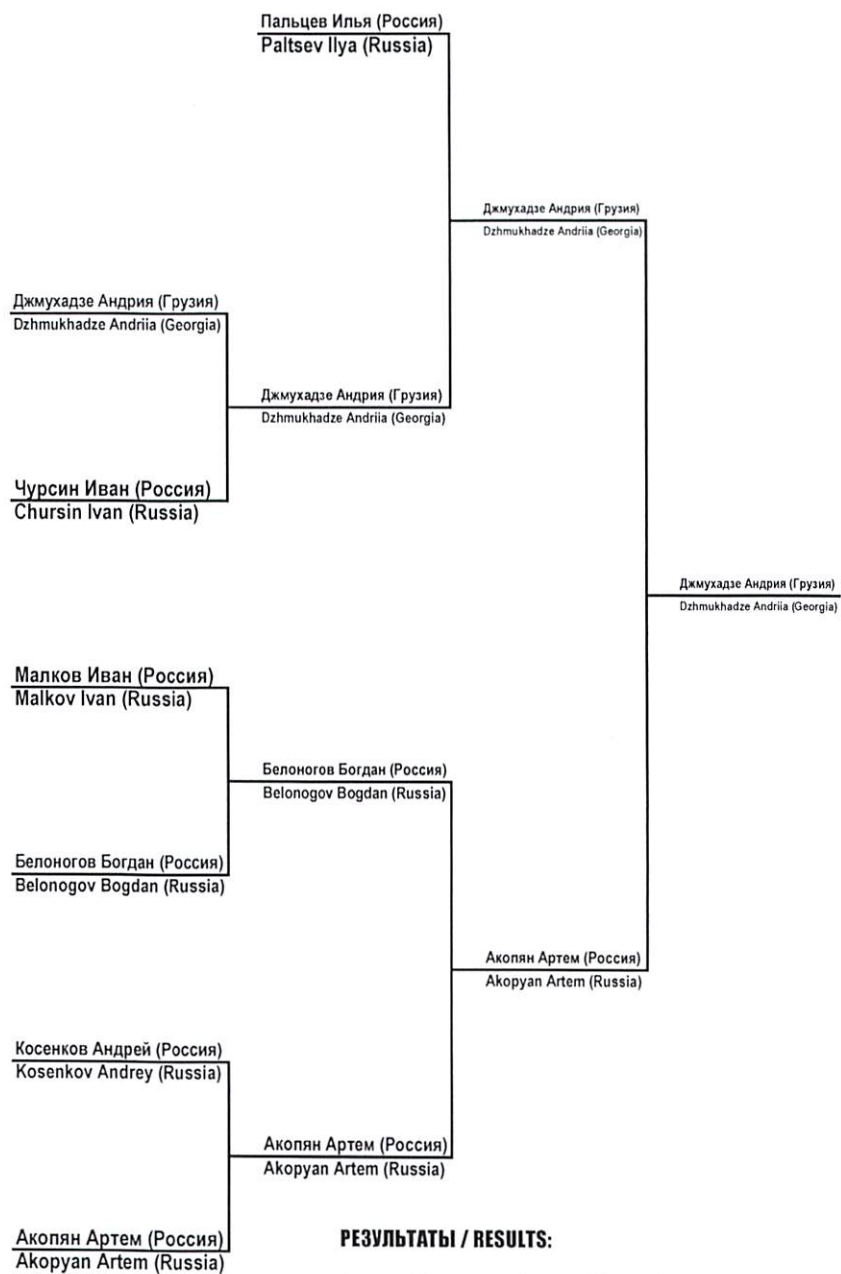 Пальцев Илья (Россия)
Paltsev Ilya (Russia)
Джмухадзе Андрия (Грузия)
Dzhmukhadze Andriia (Georgia)
Джмухадзе Андрия (Грузия)
Dzhmukhadze Andriia (Georgia)
Джмухадзе Андрия (Грузия)
Dzhmukhadze Andriia (Georgia)
Чурсин Иван (Россия)
Chursin Ivan (Russia)
Джмухадзе Андрия (Грузия)
Dzhmukhadze Andriia (Georgia)
Малков Иван (Россия)
Malkov Ivan (Russia)
Белоногов Богдан (Россия)
Belonogov Bogdan (Russia)
Белоногов Богдан (Россия)
Belonogov Bogdan (Russia)
Акопян Артем (Россия)
Akopyan Artem (Russia)
Косенков Андрей (Россия)
Kosenkov Andrey (Russia)
Акопян Артем (Россия)
Akopyan Artem (Russia)
Акопян Артем (Россия)
Akopyan Artem (Russia)
РЕЗУЛЬТАТЫ / RESULTS: